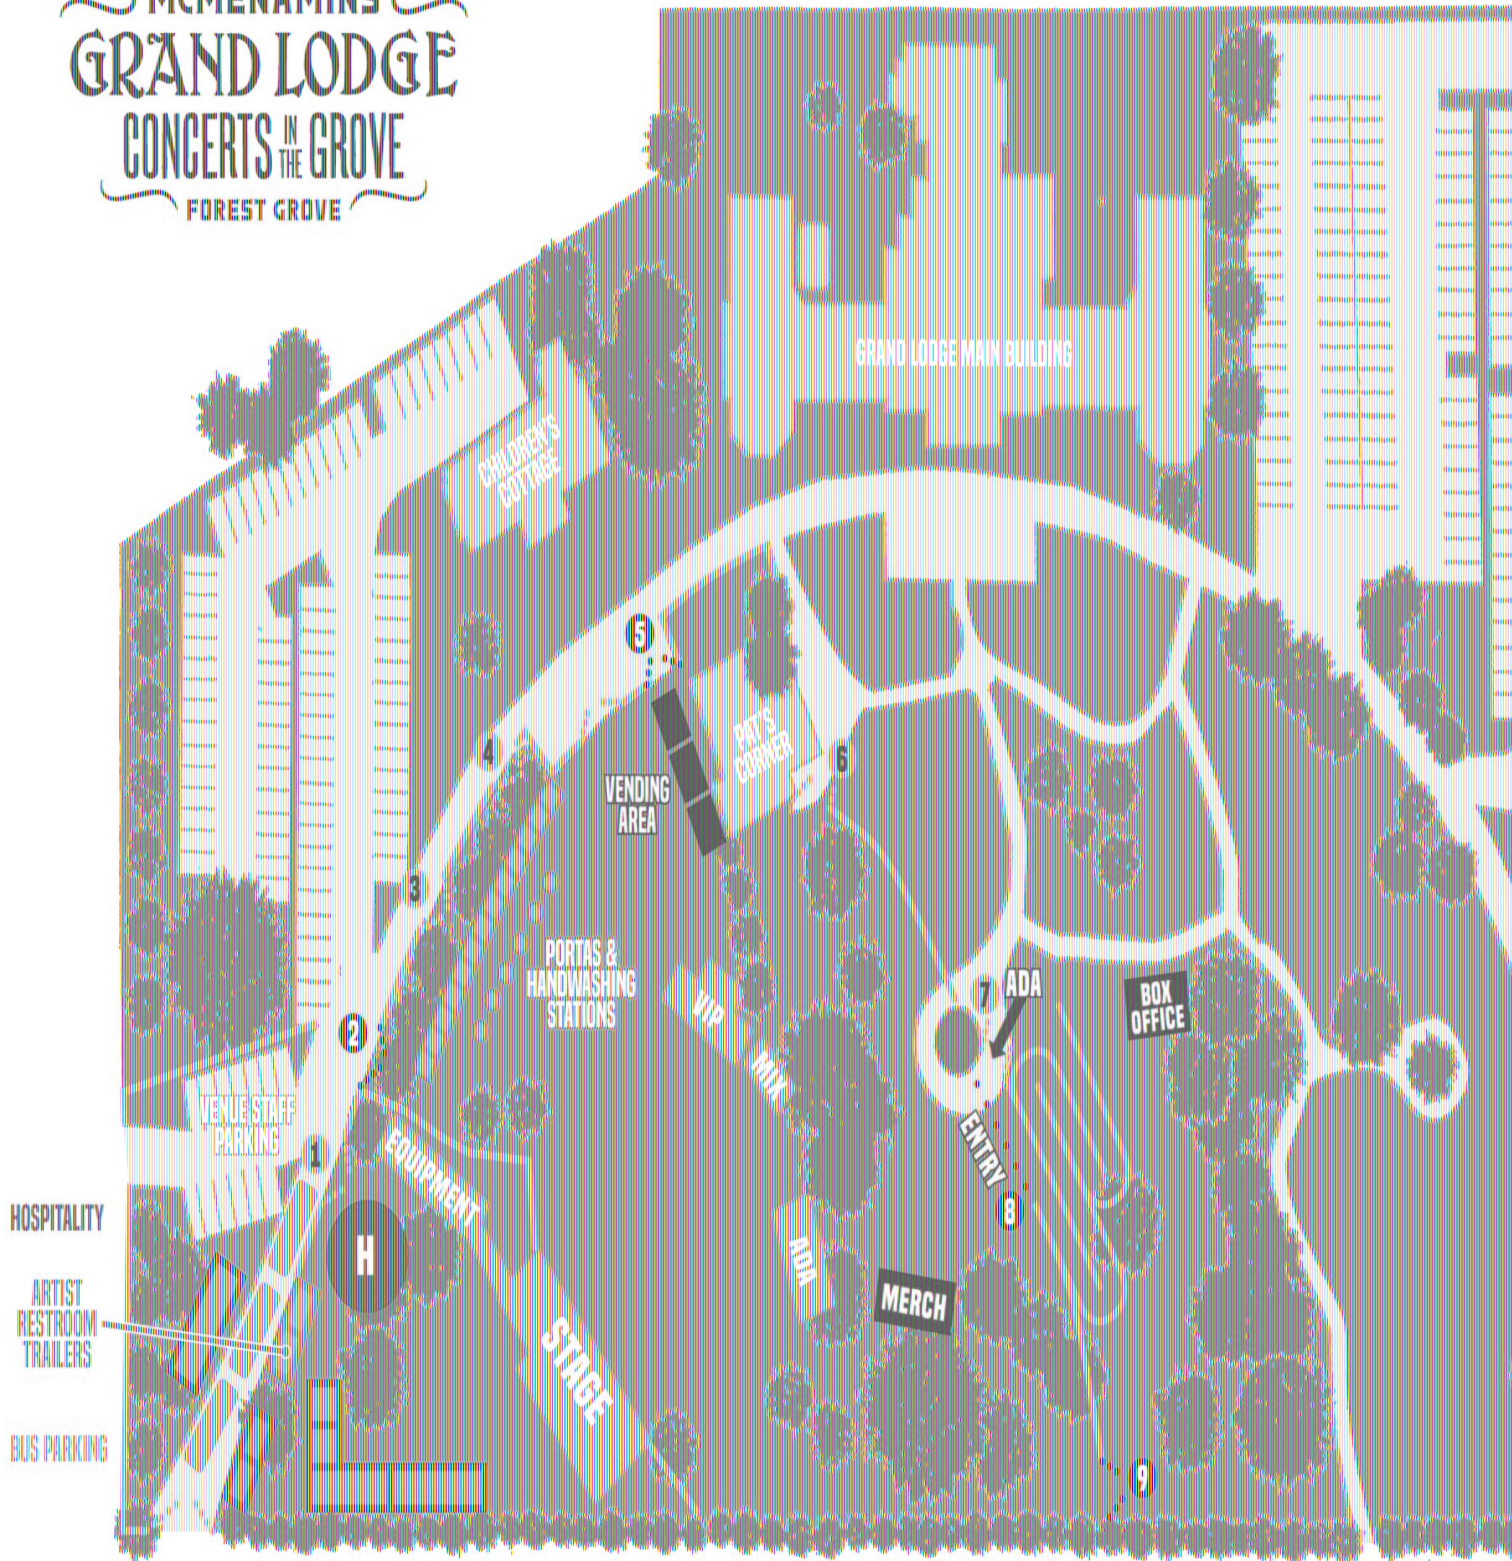 MCMENAMINS
GRAND LODGE
CONCERTS IN THE GROVE
FOREST GROVE
GRAND LODGE MAIN BUILDING
CHILDREN'S
COTTAGE
5
4
PAT'S
CORNER
6
VENDING
AREA
3
PORTAS &
HANDWASHING
STATIONS
VIP
MIX
7
ADA
BOX
OFFICE
2
VENUE STAFF
PARKING
1
EQUIPMENT
ENTRY
8
HOSPITALITY
H
ADA
MERCH
ARTIST
RESTROOM
TRAILERS
STAGE
BUS PARKING
9